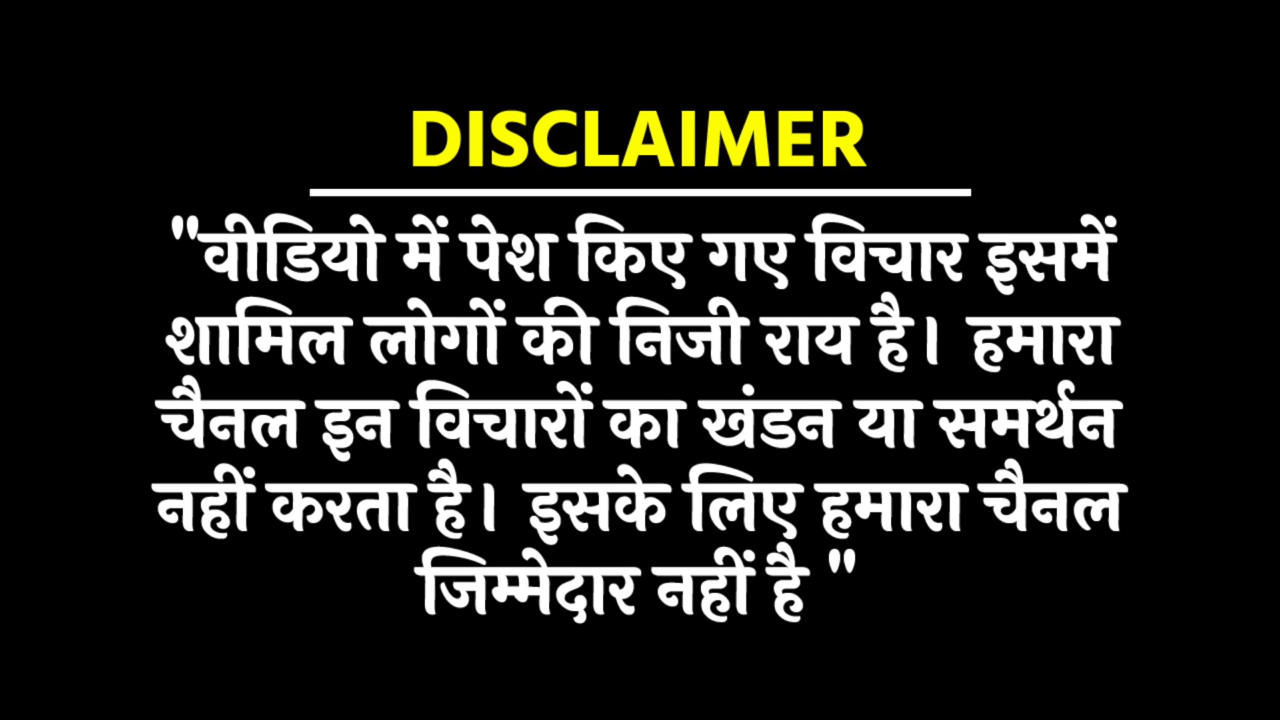 DISCLAIMER
"वीडियो में पेश किए गए विचार इसमें
शामिल लोगों की निजी राय है। हमारा
चैनल इन विचारों का खंडन या समर्थन
नहीं करता है। इसके लिए हमारा चैनल
जिम्मेदार नहीं है "